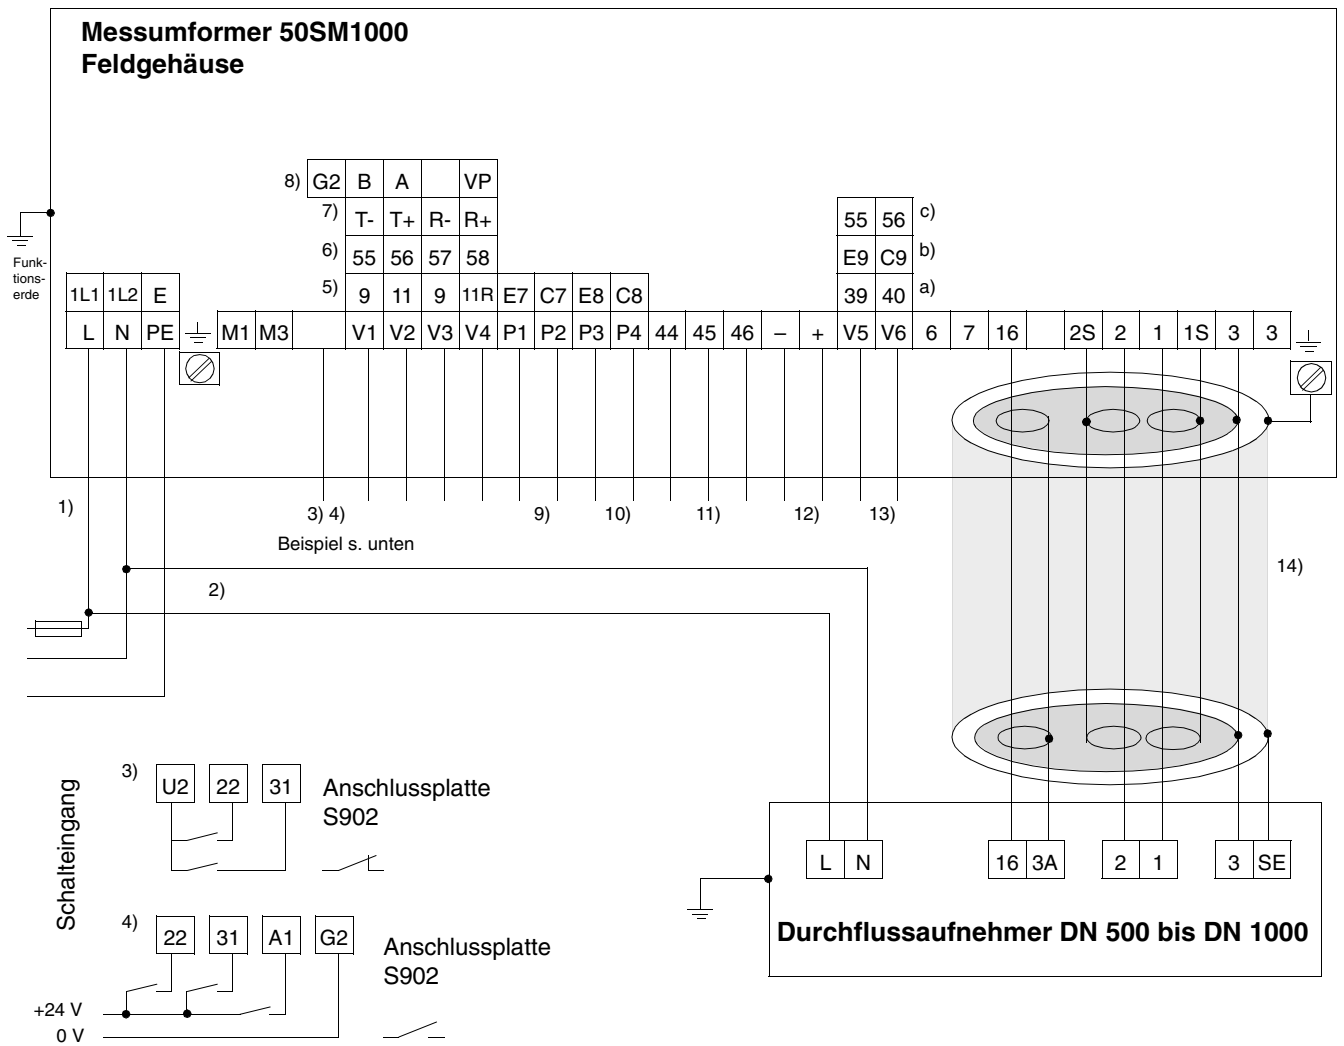 Messumformer 50SM1000
Feldgehäuse
8) G2 B A VP
7) T- T+ R- R+ 55 56 c)
6) 55 56 57 58 E9 C9 b)
Funk-
tions-
erde
1L1 1L2 E 5) 9 11 9 11R E7 C7 E8 C8 39 40 a)
L N PE M1 M3 V1 V2 V3 V4 P1 P2 P3 P4 44 45 46 – + V5 V6 6 7 16 2S 2 1 1S 3 3
1) 3) 4) 9) 10) 11) 12) 13)
Beispiel s. unten
2) 14)
Schalteingang
3) U2 22 31 Anschlussplatte
S902
L N 16 3A 2 1 3 SE
4) 22 31 A1 G2 Anschlussplatte
S902
Durchflussaufnehmer DN 500 bis DN 1000
+24 V
0 V